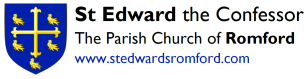 St Edward the Confessor
The Parish Church of Romford
www.stedwardsromford.com